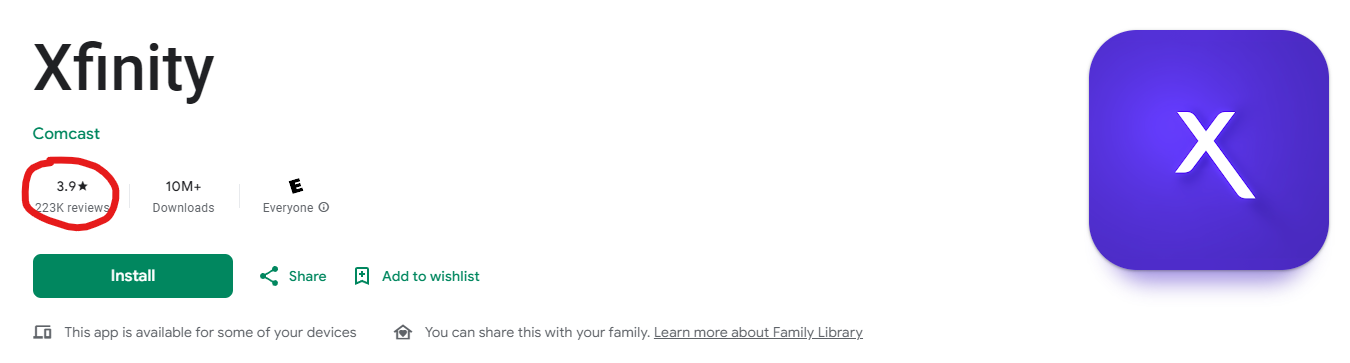 Xfinity
Comcast
3.9★ 10M+ E
223K reviews Downloads Everyone
Install Share Add to wishlist
This app is available for some of your devices You can share this with your family. Learn more about Family Library
X